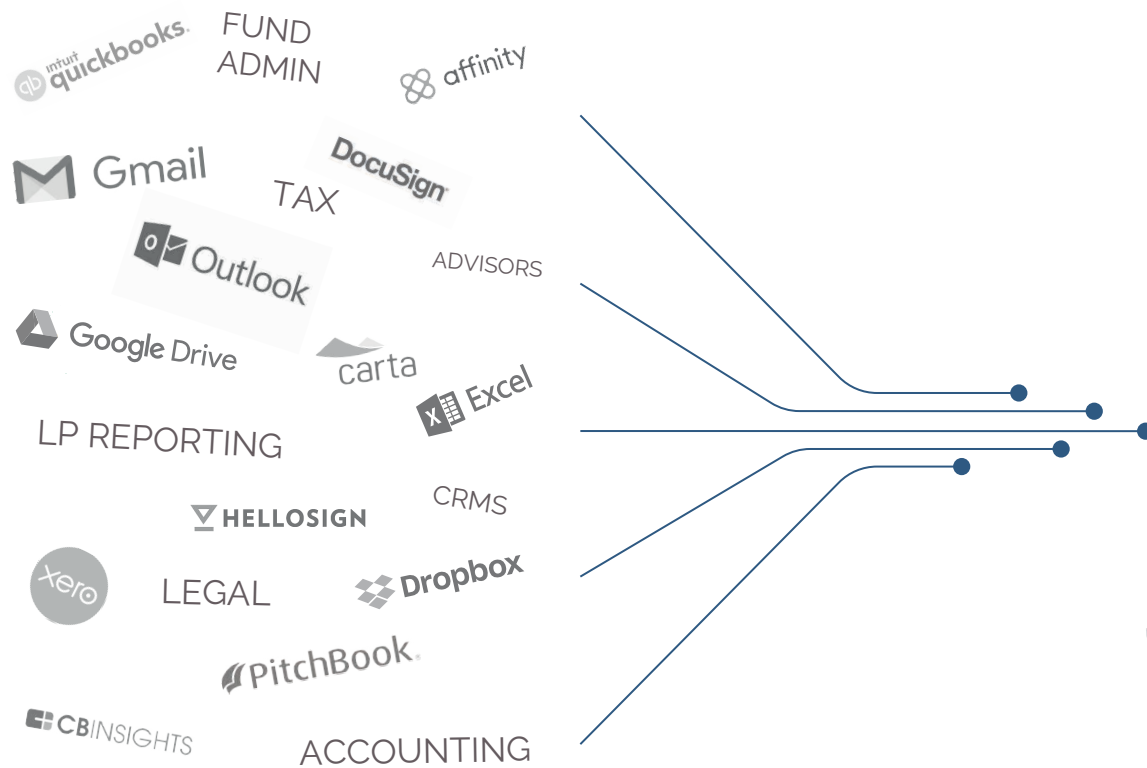 intuit
quickbooks.
FUND
ADMIN
affinity
Gmail
DocuSign
TAX
Outlook
ADVISORS
Google Drive
carta
Excel
LP REPORTING
CRMS
HELLOSIGN
xero
LEGAL
Dropbox
PitchBook
CBINSIGHTS
ACCOUNTING